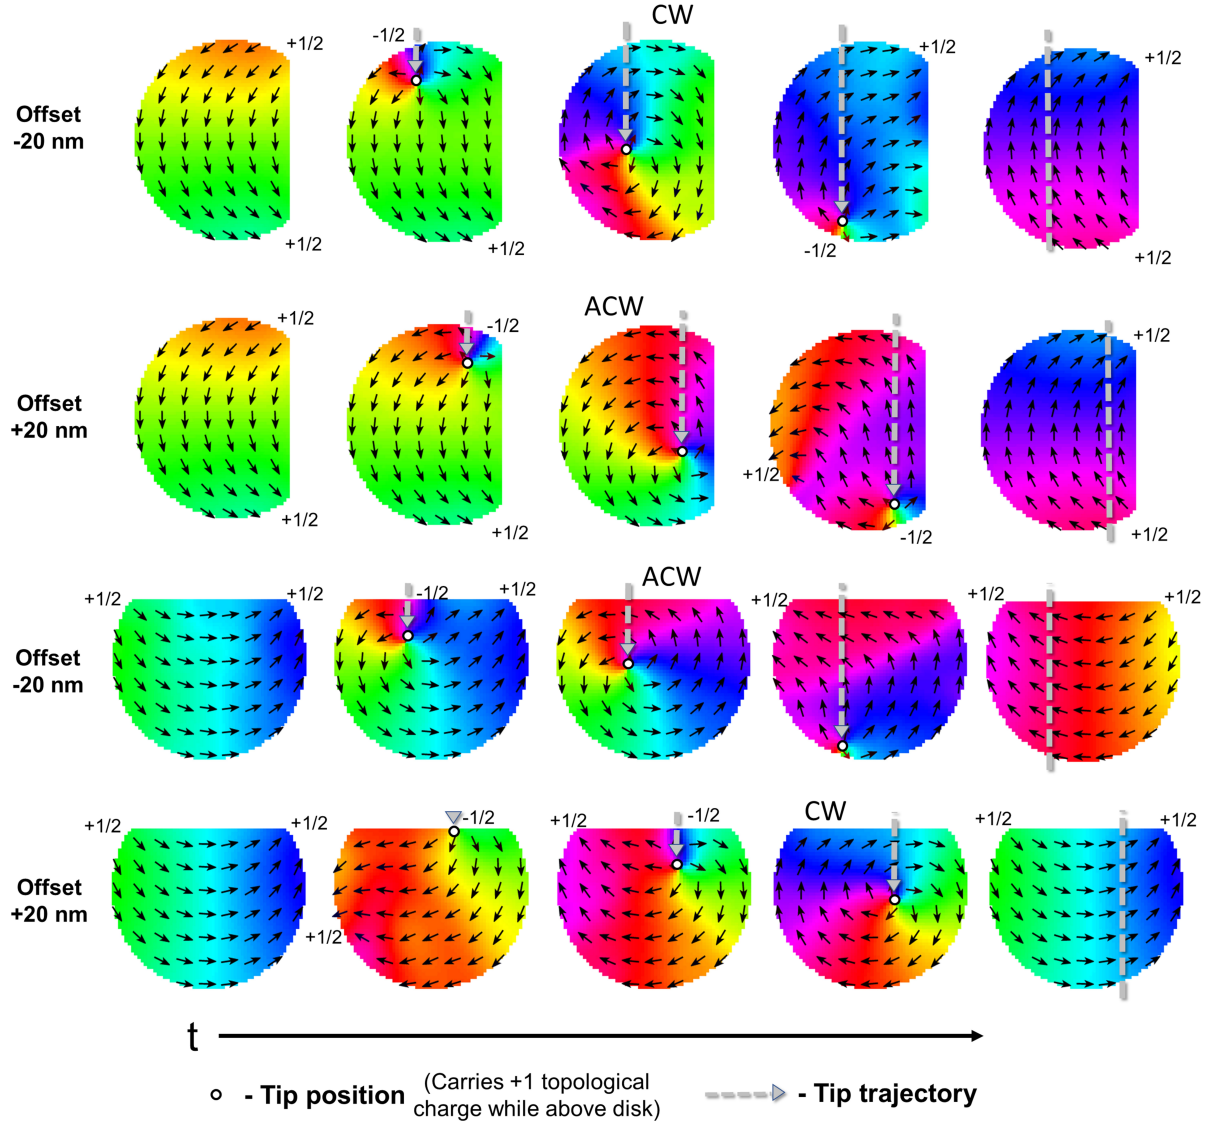 CW
+1/2
-1/2
+1/2
+1/2
Offset
-20 nm
+1/2
+1/2
-1/2
+1/2
ACW
+1/2
-1/2
+1/2
Offset
+20 nm
+1/2
+1/2
+1/2
-1/2
+1/2
ACW
+1/2
+1/2
-1/2
+1/2
+1/2
+1/2
+1/2
Offset
-20 nm
CW
+1/2
+1/2
-1/2
+1/2
-1/2
+1/2
+1/2
Offset
+20 nm
+1/2
t
- Tip position (Carries +1 topological
charge while above disk)
- Tip trajectory